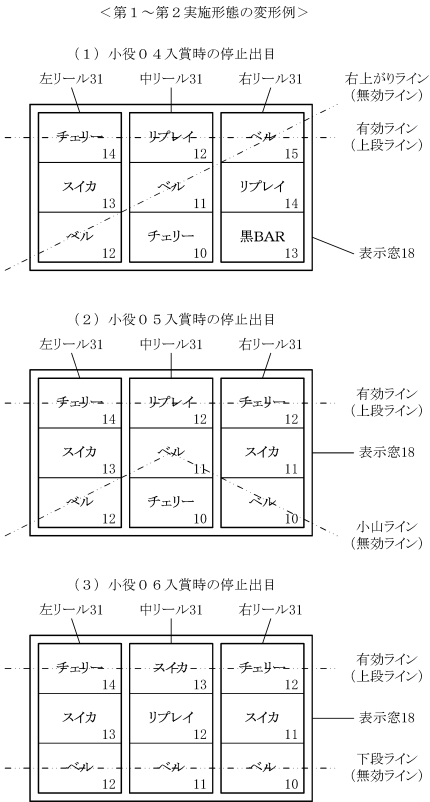 ＜第１～第２実施形態の変形例＞
（１）小役０４入賞時の停止出目
左リール31 中リール31 右リール31
右上がりライン
（無効ライン）
有効ライン
（上段ライン）
チェリー 14 リプレイ 12 ベル 15
スイカ 13 ベル 11 リプレイ 14
ベル 12 チェリー 10 黒BAR 13
表示窓18
（２）小役０５入賞時の停止出目
左リール31 中リール31 右リール31
有効ライン
（上段ライン）
チェリー 14 リプレイ 12 チェリー 12
スイカ 13 ベル 11 スイカ 11
表示窓18
ベル 12 チェリー 10 ベル 10
小山ライン
（無効ライン）
（３）小役０６入賞時の停止出目
左リール31 中リール31 右リール31
有効ライン
（上段ライン）
チェリー 14 スイカ 13 チェリー 12
スイカ 13 リプレイ 12 スイカ 11
表示窓18
ベル 12 ベル 11 ベル 10
下段ライン
（無効ライン）